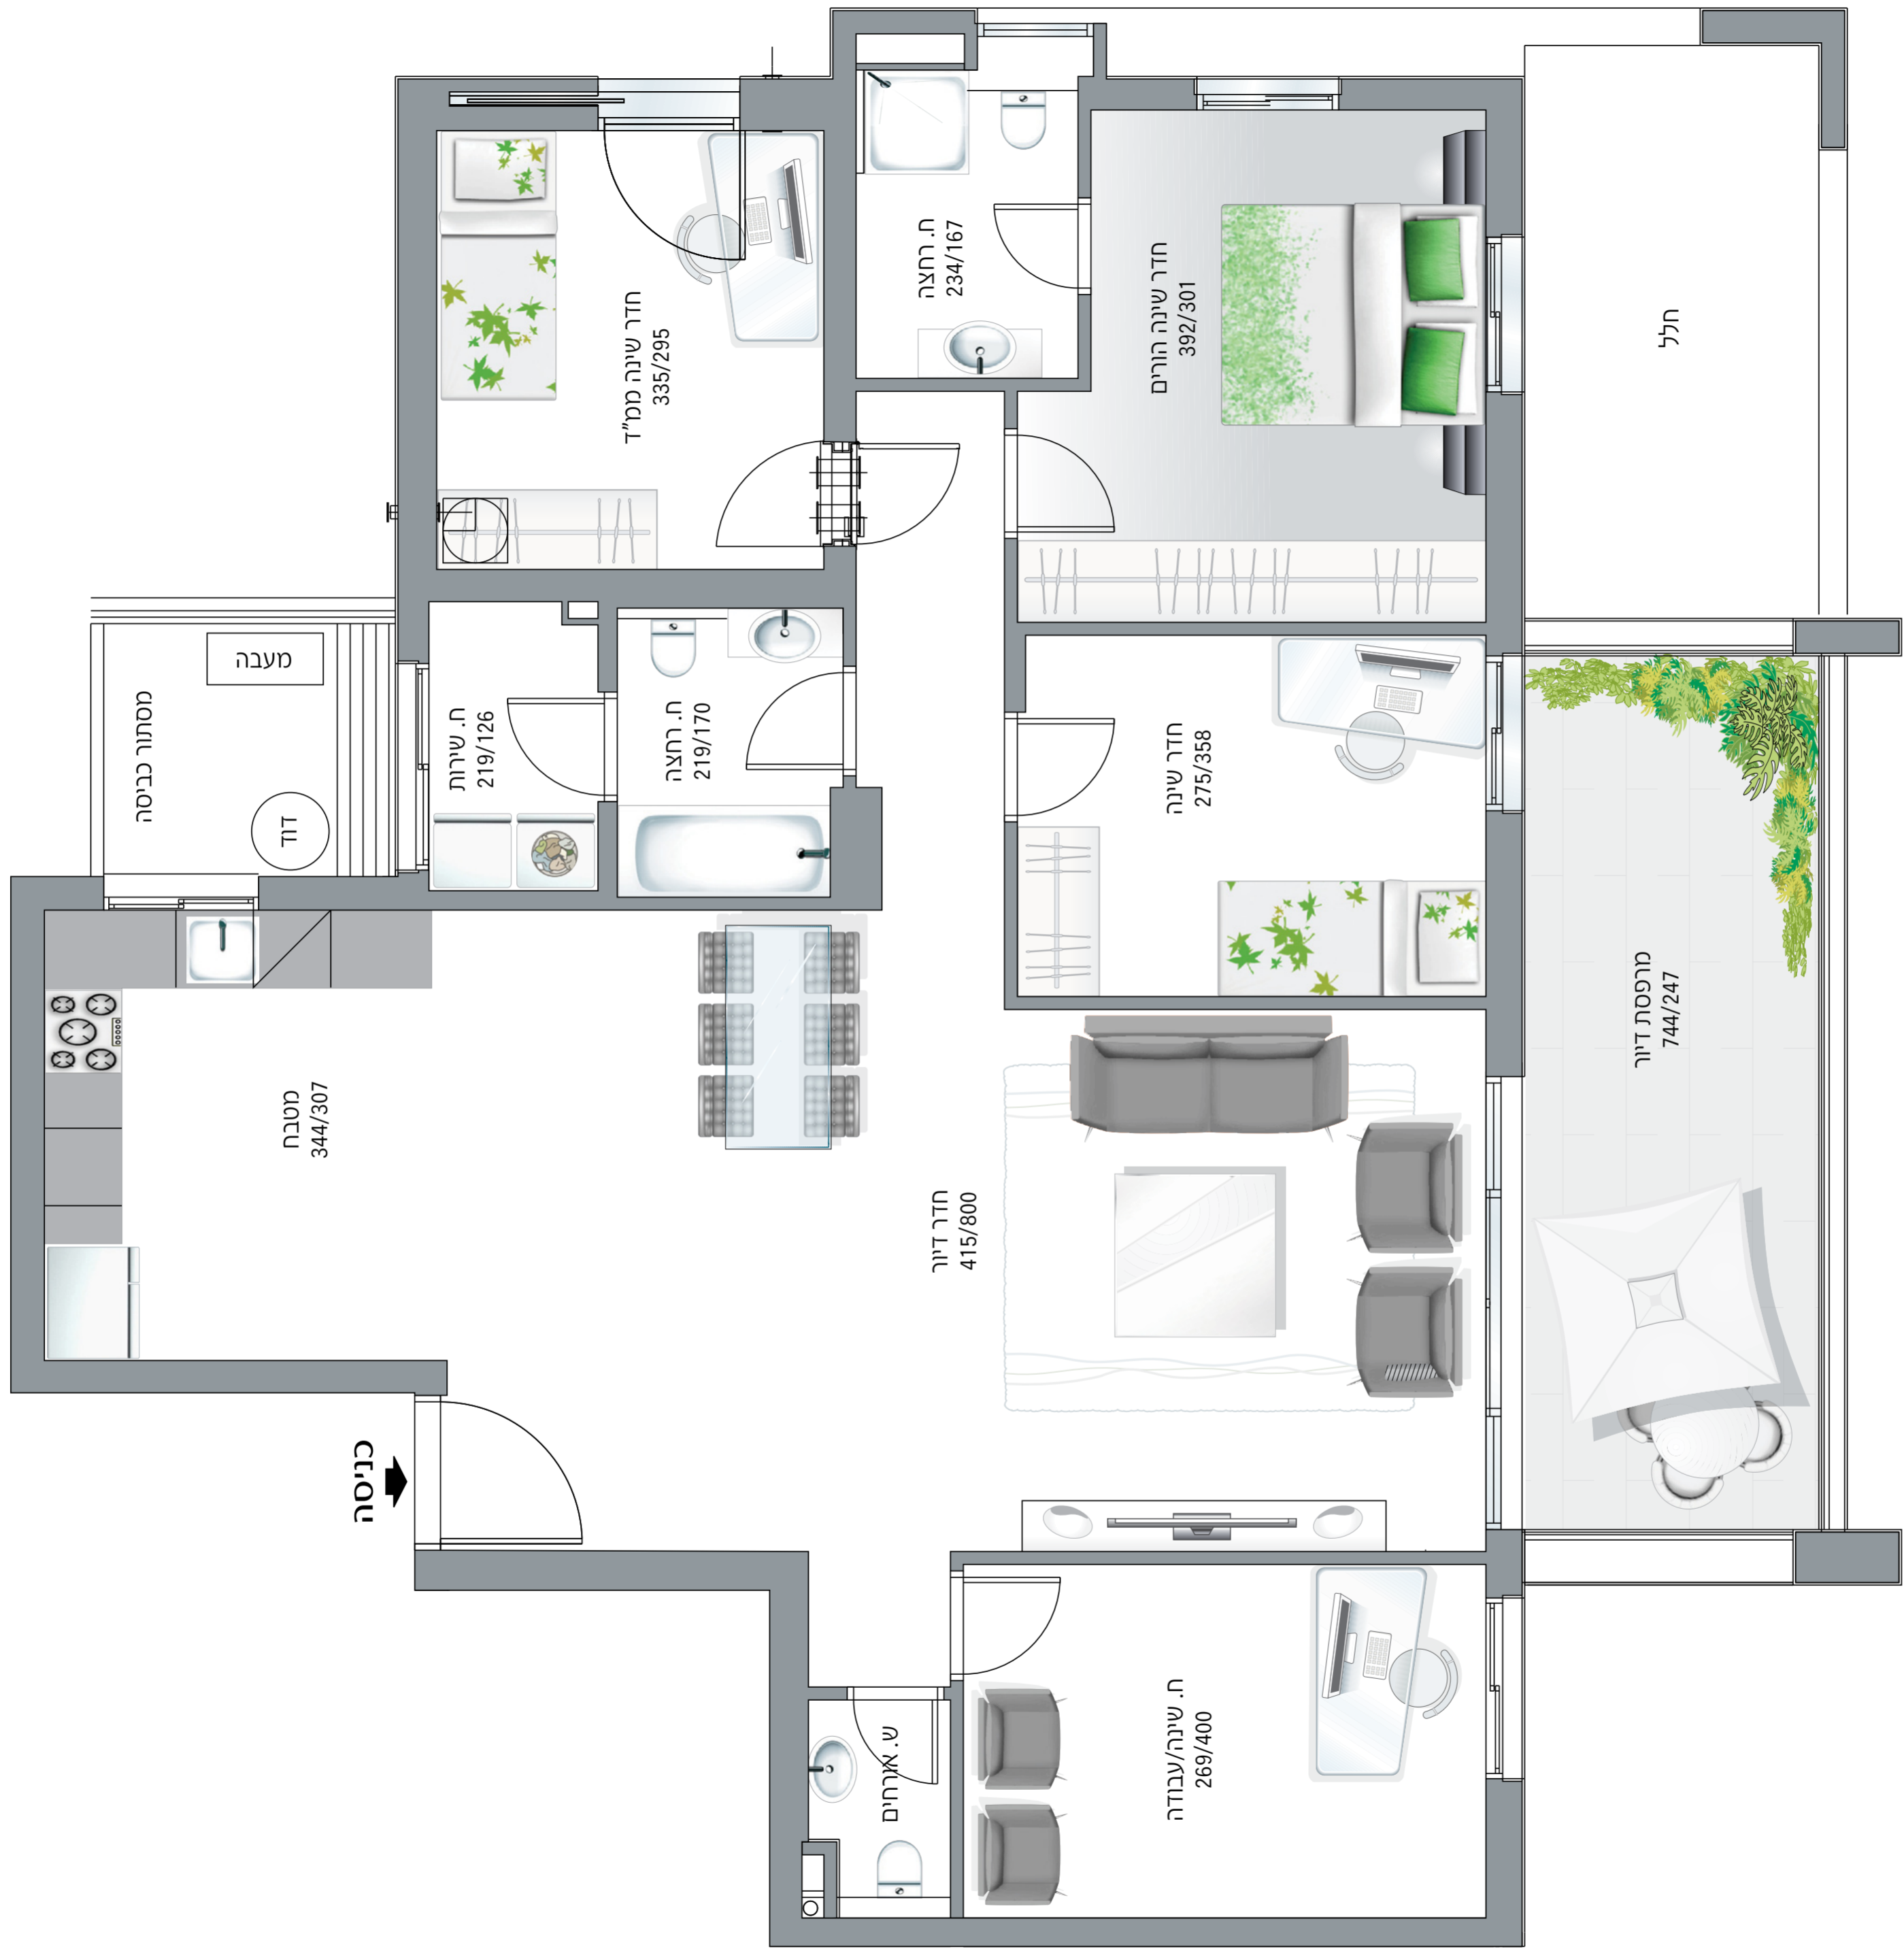 חדר שינה ממ״ד
335/295
ח. רחצה
234/167
חדר שינה הורים
392/301
חלל
מסתור כביסה
מעבה
דוד
ח. שירות
219/126
ח. רחצה
219/170
חדר שינה
275/358
מרפסת דיור
744/247
מטבח
344/307
חדר דיור
415/800
כניסה
ש. אורחים
ח. שינה/עבודה
269/400